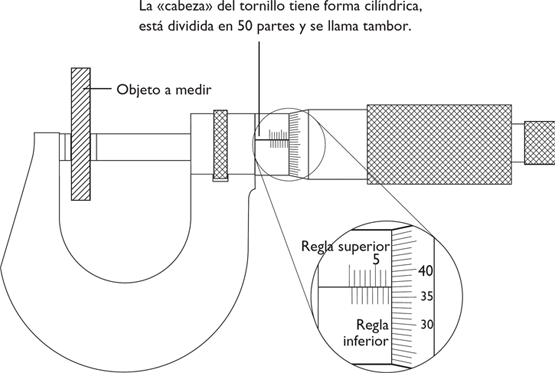 La «cabeza» del tornillo tiene forma cilíndrica,
está dividida en 50 partes y se llama tambor.
Objeto a medir
Regla superior
5
40
35
30
Regla
inferior